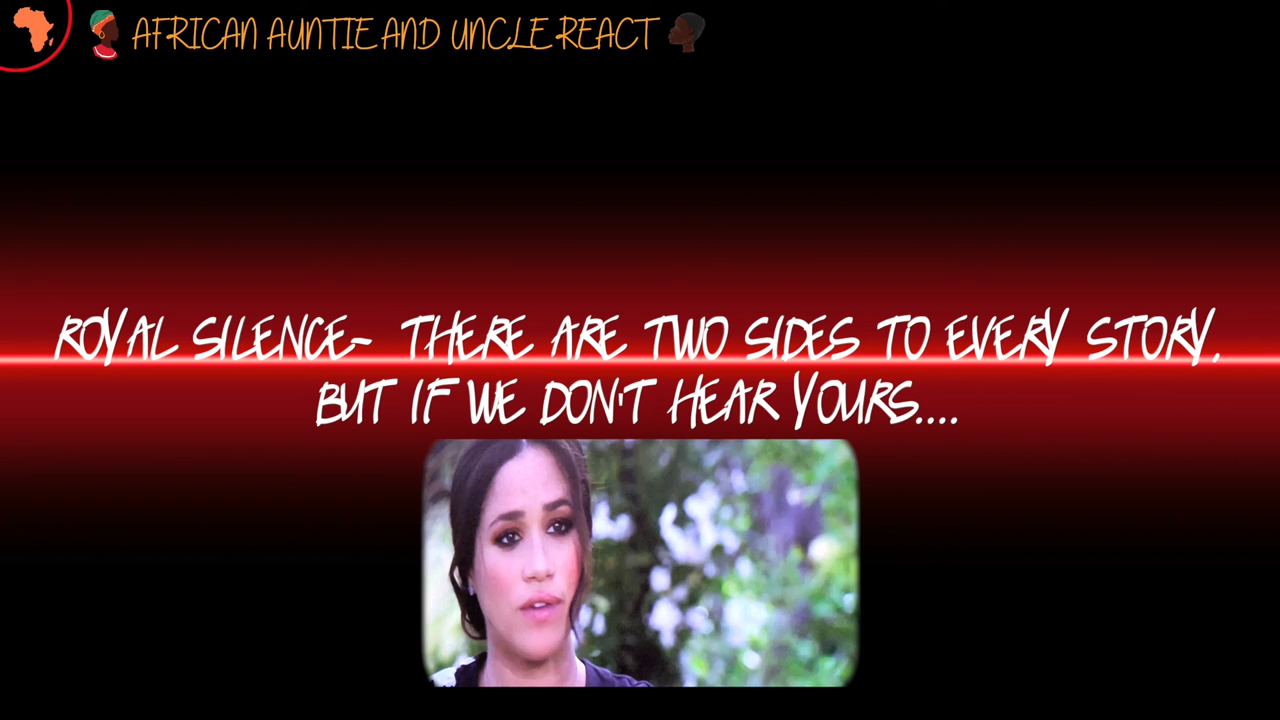 AFRICAN AUNTIE AND UNCLE REACT
ROYAL SILENCE- THERE ARE TWO SIDES TO EVERY STORY,
BUT IF WE DON'T HEAR YOURS....